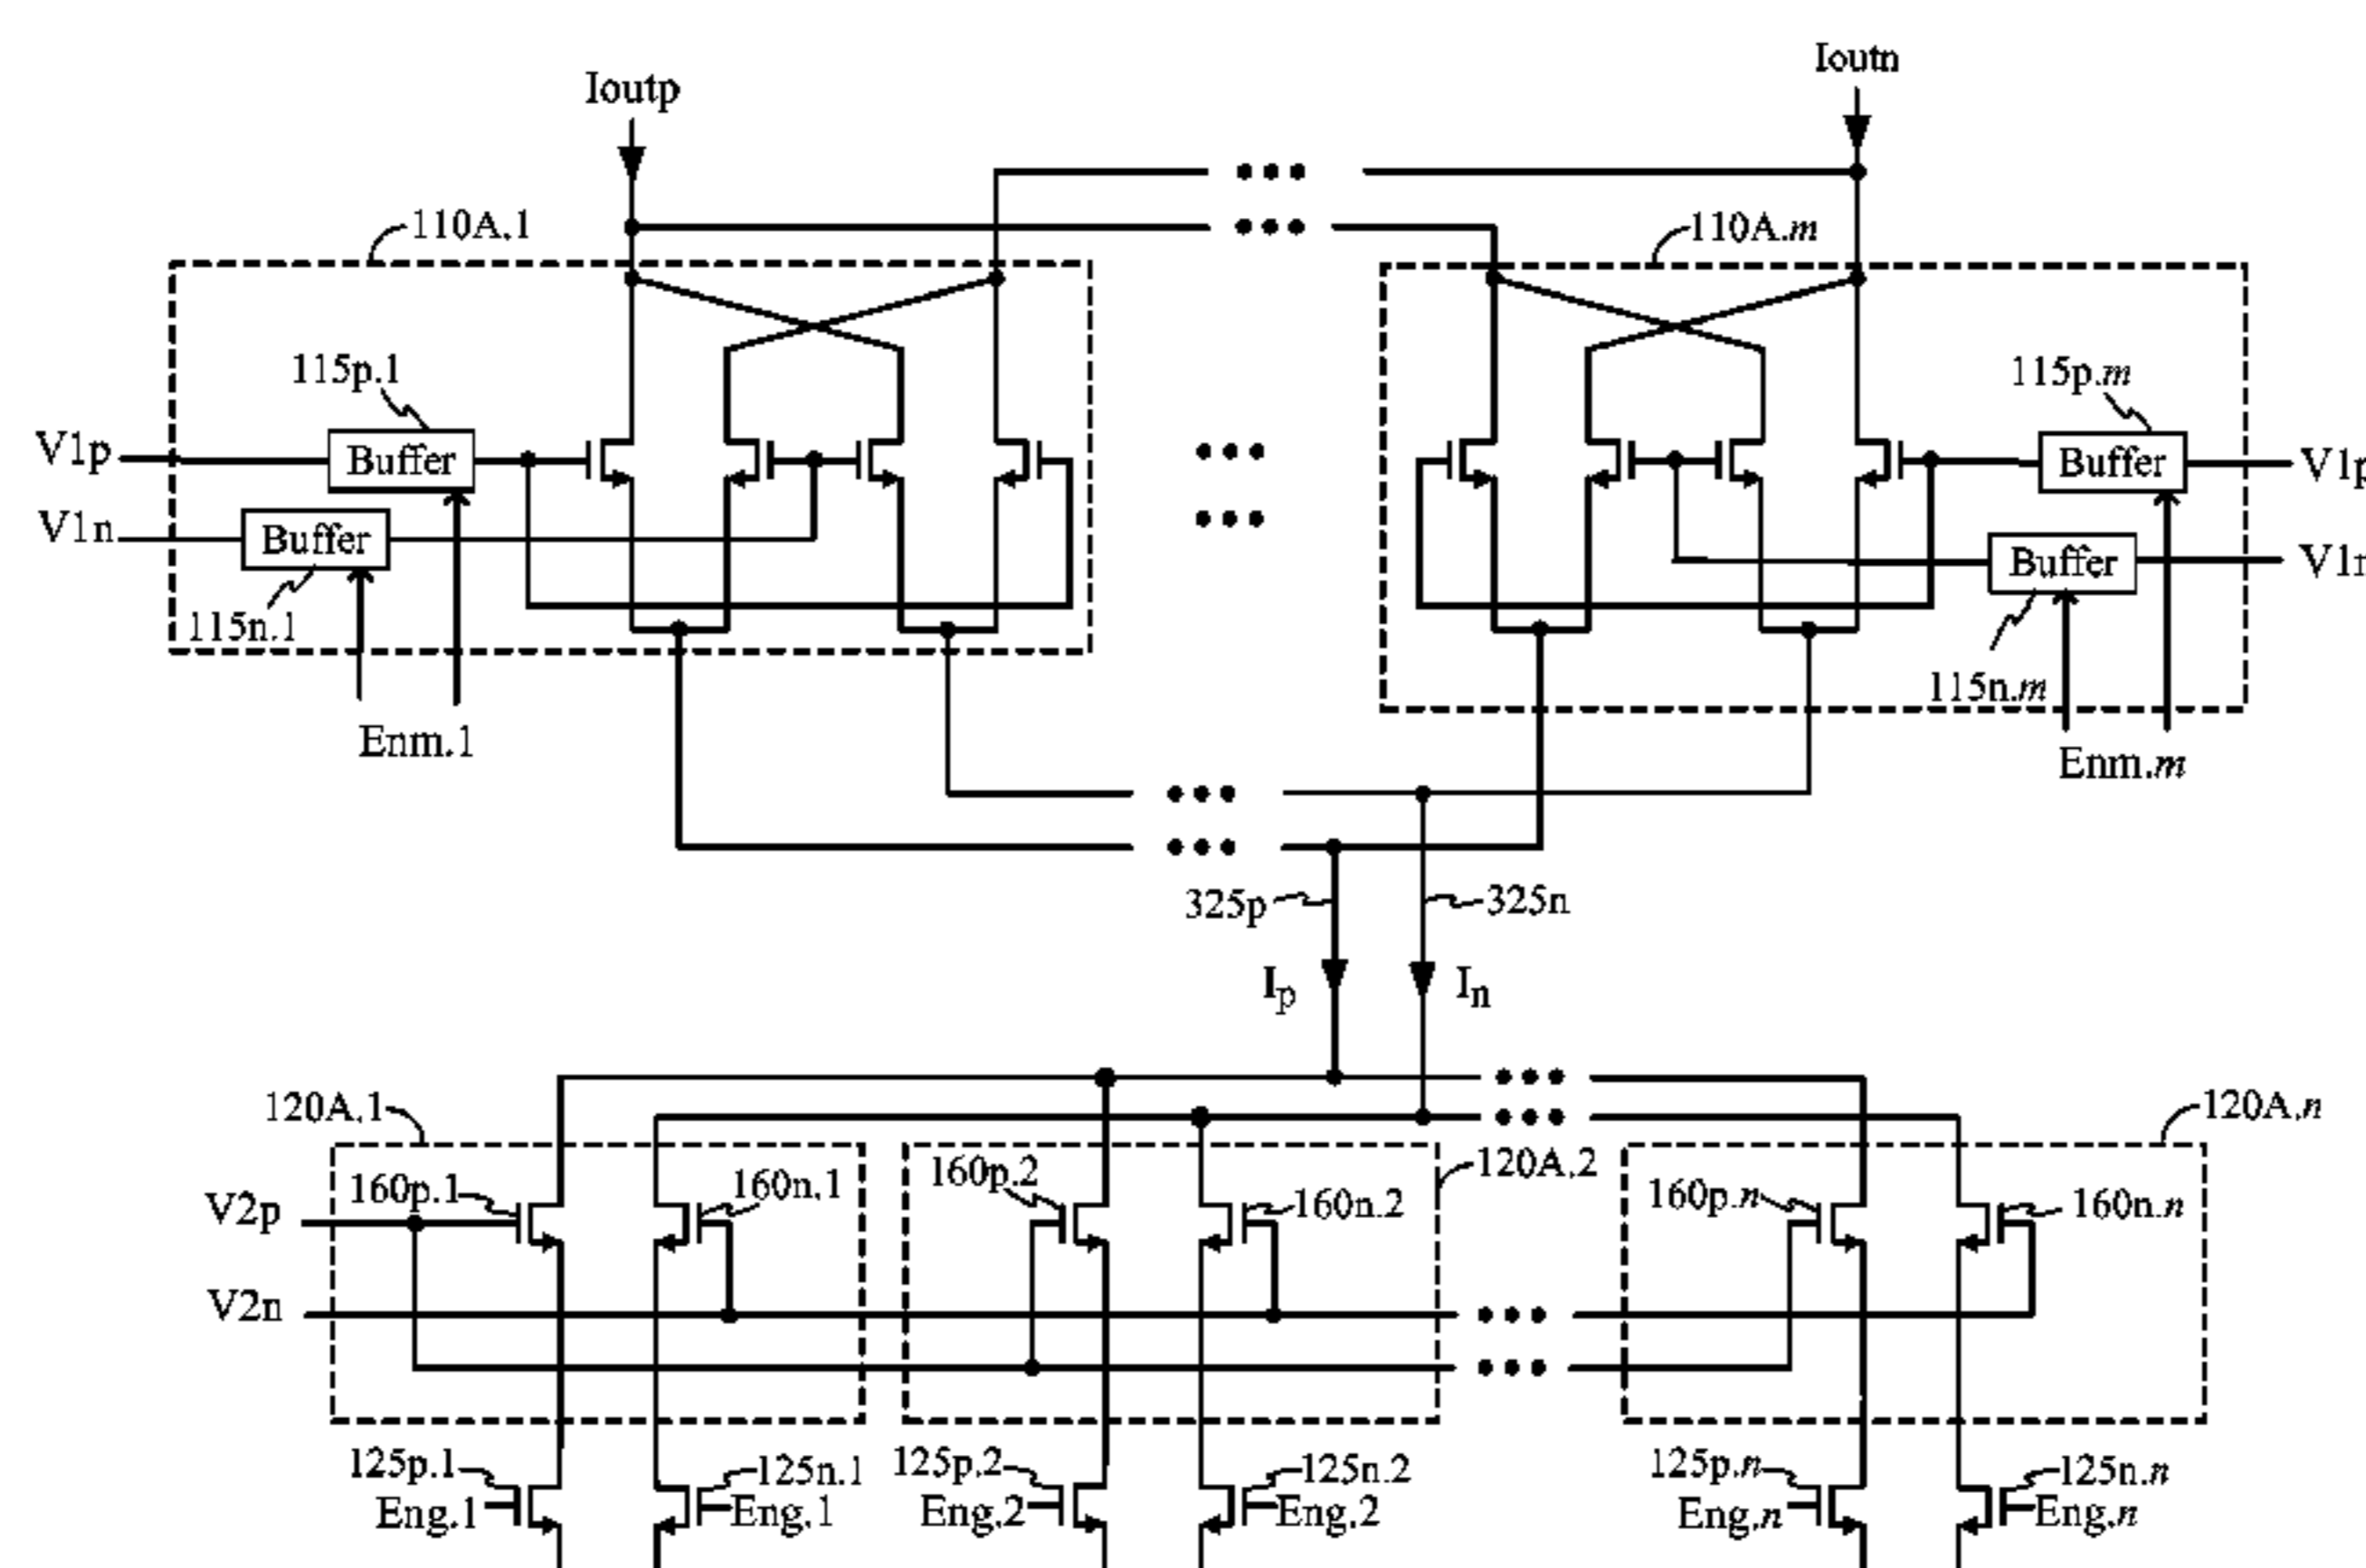 Ioutp
Ioutn
110A.1
110A.m
115p.1
115p.m
V1p
Buffer
Buffer
V1p
V1n
Buffer
Buffer
115n.1
115n.m
Enm.1
Enm.m
325p
325n
Ip
In
120A.1
120A.2
120A.n
160p.1
160n.1
160p.2
160n.2
160p.n
160n.n
V2p
V2n
125p.1
125n.1
125p.2
125n.2
125p.n
125n.n
Eng.1
Eng.1
Eng.2
Eng.2
Eng.n
Eng.n